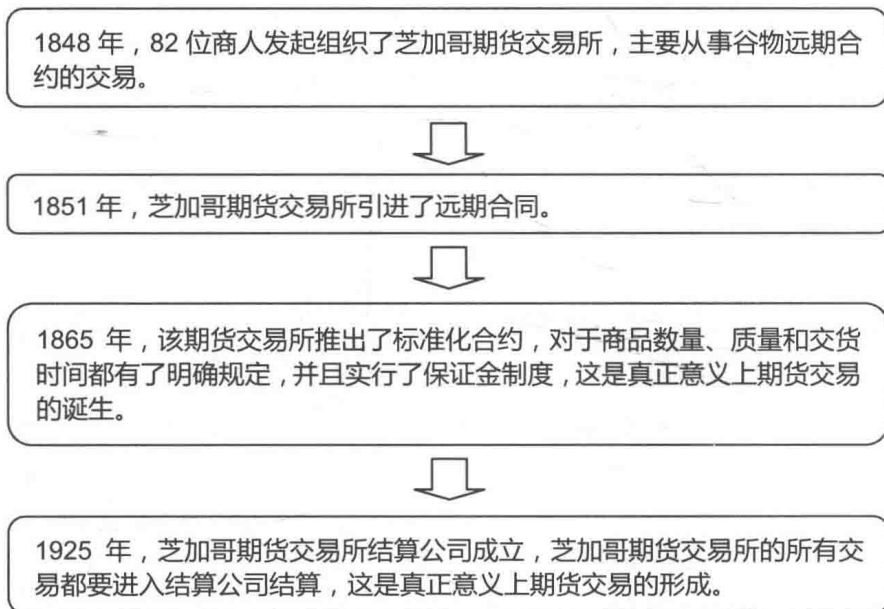 1848 年，82 位商人发起组织了芝加哥期货交易所，主要从事谷物远期合
约的交易。
1851 年，芝加哥期货交易所引进了远期合同。
1865 年，该期货交易所推出了标准化合约，对于商品数量、质量和交货
时间都有了明确规定，并且实行了保证金制度，这是真正意义上期货交易
的诞生。
1925 年，芝加哥期货交易所结算公司成立，芝加哥期货交易所的所有交
易都要进入结算公司结算，这是真正意义上期货交易的形成。